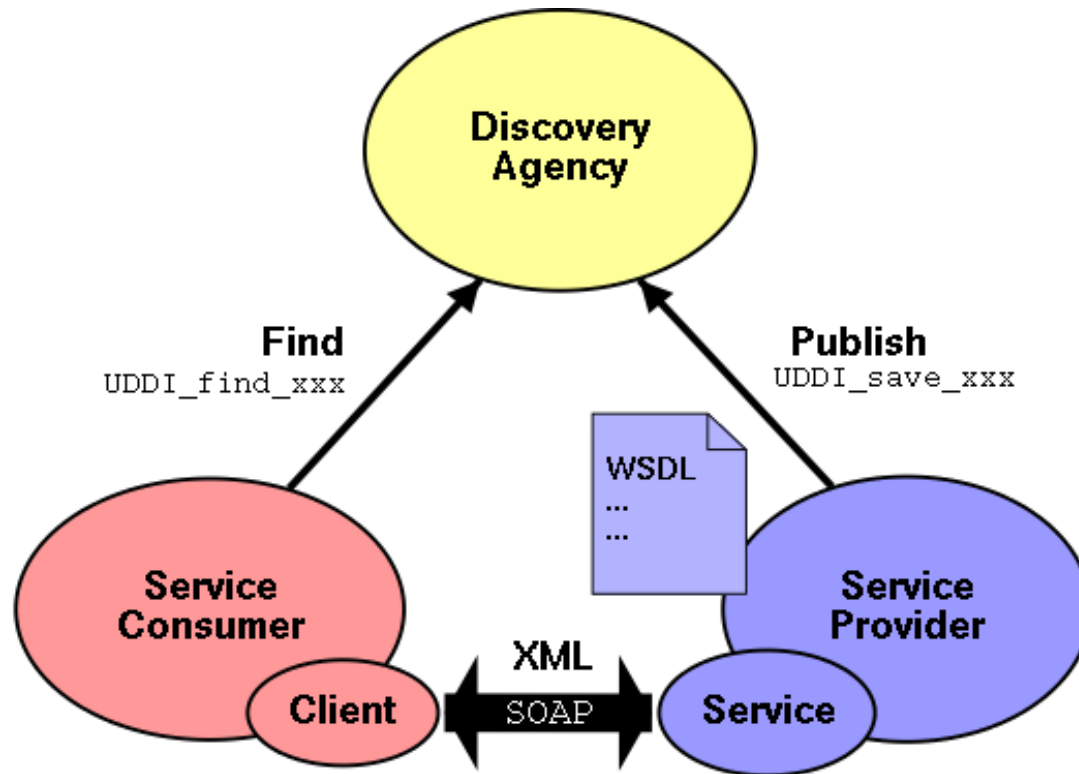 Discovery
Agency
Find
UDDI_find_xxx
Publish
UDDI_save_xxx
WSDL
...
...
Service
Consumer
Service
Provider
XML
Client
SOAP
Service